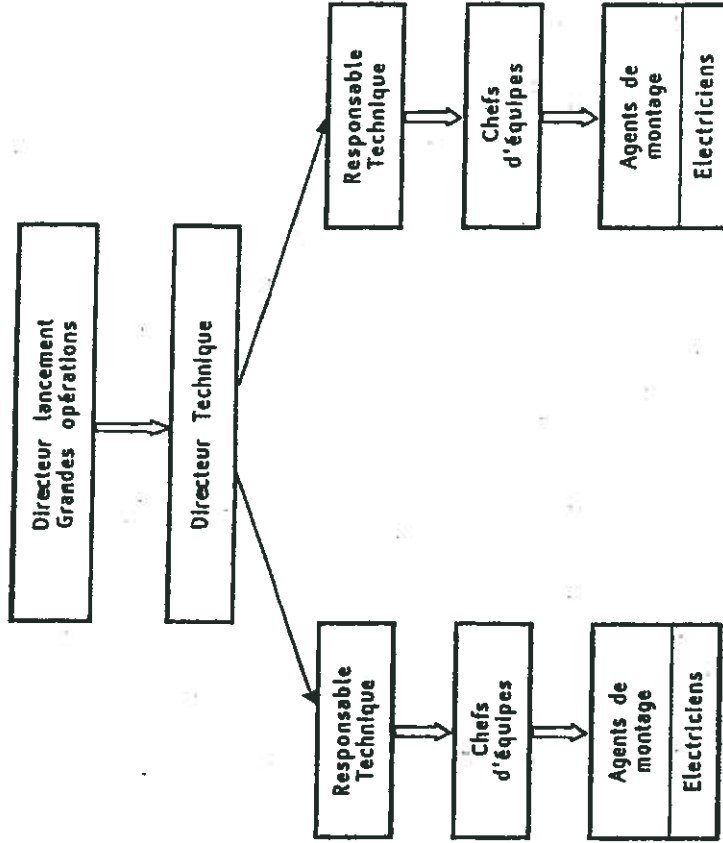 Directeur lancement
Grandes opérations
Directeur Technique
Responsable
Technique
Chefs
d'équipes
Agents de
montage
Electriciens
Responsable
Technique
Chefs
d'équipes
Agents de
montage
Electriciens